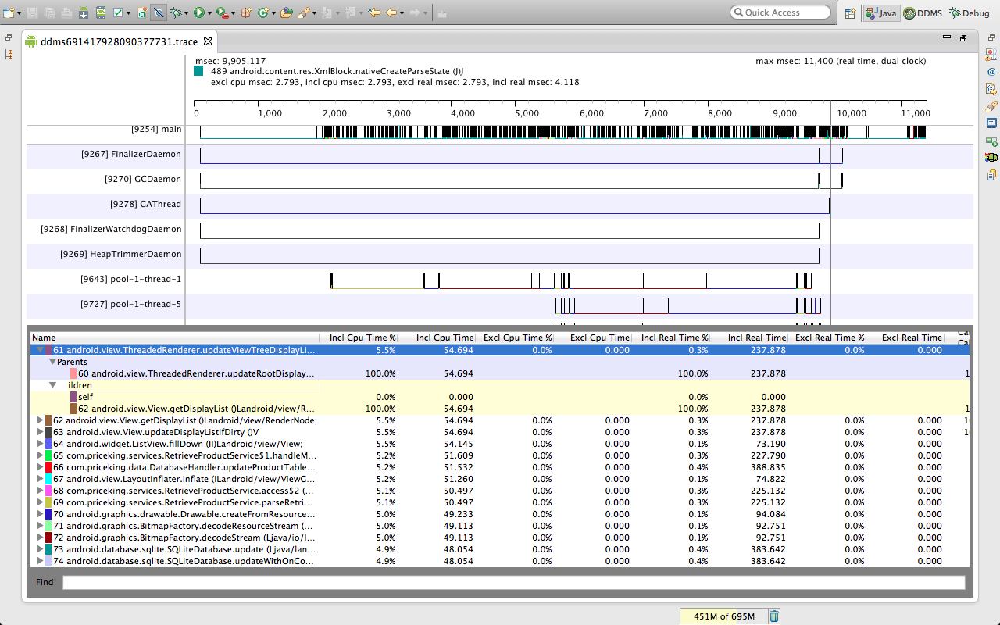 Quick Access
Java
DDMS
Debug
ddms691417928090377731.trace
msec: 9,905.117
max msec: 11,400 (real time, dual clock)
489 android.content.res.XmlBlock.nativeCreateParseState (J)J
excl cpu msec: 2.793, incl cpu msec: 2.793, excl real msec: 2.793, incl real msec: 4.118
0 1,000 2,000 3,000 4,000 5,000 6,000 7,000 8,000 9,000 10,000 11,000
[9254] main
[9267] FinalizerDaemon
[9270] GCDaemon
[9278] GAThread
[9268] FinalizerWatchdogDaemon
[9269] HeapTrimmerDaemon
[9643] pool-1-thread-1
[9727] pool-1-thread-5
Name Incl Cpu Time % Incl Cpu Time Excl Cpu Time % Excl Cpu Time Incl Real Time % Incl Real Time Excl Real Time % Excl Real Time
61 android.view.ThreadedRenderer.updateViewTreeDisplayLi... 5.5% 54.694 0.0% 0.000 0.3% 237.878 0.0% 0.000
Parents
60 android.view.ThreadedRenderer.updateRootDisplay... 100.0% 54.694 100.0% 237.878
ildren
self 0.0% 0.000 0.0% 0.000
62 android.view.View.getDisplayList ()Landroid/view/R... 100.0% 54.694 100.0% 237.878
62 android.view.View.getDisplayList ()Landroid/view/RenderNode; 5.5% 54.694 0.0% 0.000 0.3% 237.878 0.0% 0.000
63 android.view.View.updateDisplayListIfDirty ()V 5.5% 54.694 0.0% 0.000 0.3% 237.878 0.0% 0.000
64 android.widget.ListView.fillDown (II)Landroid/view/View; 5.5% 54.145 0.0% 0.000 0.1% 73.190 0.0% 0.000
65 com.priceking.services.RetrieveProductService$1.handleM... 5.2% 51.609 0.0% 0.000 0.3% 227.790 0.0% 0.000
66 com.priceking.data.DatabaseHandler.updateProductTable... 5.2% 51.532 0.0% 0.000 0.4% 388.835 0.0% 0.000
67 android.view.LayoutInflater.inflate (ILandroid/view/ViewG... 5.2% 51.260 0.0% 0.000 0.1% 74.822 0.0% 0.000
68 com.priceking.services.RetrieveProductService.access$2 (... 5.1% 50.497 0.0% 0.000 0.3% 225.132 0.0% 0.000
69 com.priceking.services.RetrieveProductService.parseRetri... 5.1% 50.497 0.0% 0.000 0.3% 225.132 0.0% 0.000
70 android.graphics.drawable.Drawable.createFromResource... 5.0% 49.233 0.0% 0.000 0.1% 94.084 0.0% 0.000
71 android.graphics.BitmapFactory.decodeResourceStream (... 5.0% 49.113 0.0% 0.000 0.1% 92.751 0.0% 0.000
72 android.graphics.BitmapFactory.decodeStream (Ljava/io/I... 5.0% 49.113 0.0% 0.000 0.1% 92.751 0.0% 0.000
73 android.database.sqlite.SQLiteDatabase.update (Ljava/lan... 4.9% 48.054 0.0% 0.000 0.4% 383.642 0.0% 0.000
74 android.database.sqlite.SQLiteDatabase.updateWithOnCo... 4.9% 48.054 0.0% 0.000 0.4% 383.642 0.0% 0.000
Find:
451M of 695M